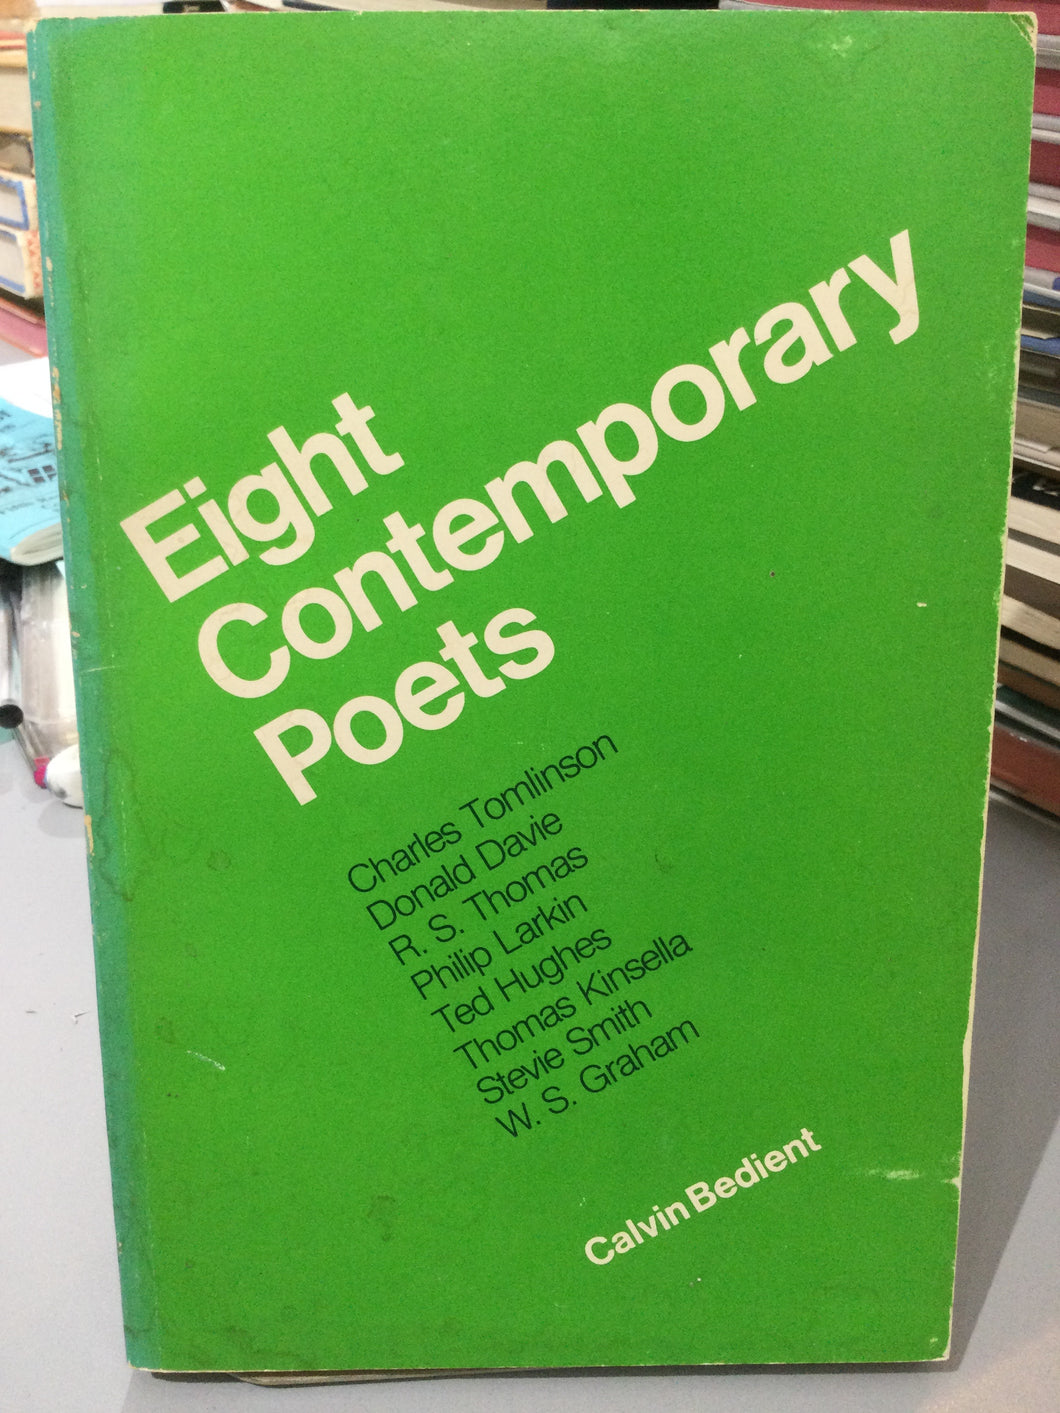 Eight
Contemporary
Poets
Charles Tomlinson
Donald Davie
R. S. Thomas
Philip Larkin
Ted Hughes
Thomas Kinsella
Stevie Smith
W. S. Graham
Calvin Bedient